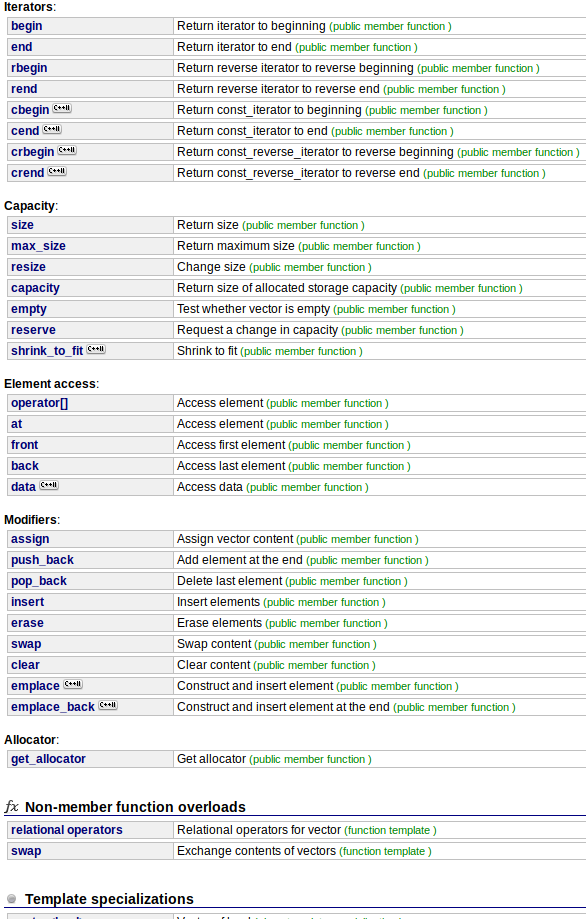 Iterators:
begin Return iterator to beginning (public member function )
end Return iterator to end (public member function )
rbegin Return reverse iterator to reverse beginning (public member function )
rend Return reverse iterator to reverse end (public member function )
cbegin C++11 Return const_iterator to beginning (public member function )
cend C++11 Return const_iterator to end (public member function )
crbegin C++11 Return const_reverse_iterator to reverse beginning (public member function )
crend C++11 Return const_reverse_iterator to reverse end (public member function )
Capacity:
size Return size (public member function )
max_size Return maximum size (public member function )
resize Change size (public member function )
capacity Return size of allocated storage capacity (public member function )
empty Test whether vector is empty (public member function )
reserve Request a change in capacity (public member function )
shrink_to_fit C++11 Shrink to fit (public member function )
Element access:
operator[] Access element (public member function )
at Access element (public member function )
front Access first element (public member function )
back Access last element (public member function )
data C++11 Access data (public member function )
Modifiers:
assign Assign vector content (public member function )
push_back Add element at the end (public member function )
pop_back Delete last element (public member function )
insert Insert elements (public member function )
erase Erase elements (public member function )
swap Swap content (public member function )
clear Clear content (public member function )
emplace C++11 Construct and insert element (public member function )
emplace_back C++11 Construct and insert element at the end (public member function )
Allocator:
get_allocator Get allocator (public member function )
fx Non-member function overloads
relational operators Relational operators for vector (function template )
swap Exchange contents of vectors (function template )
Template specializations